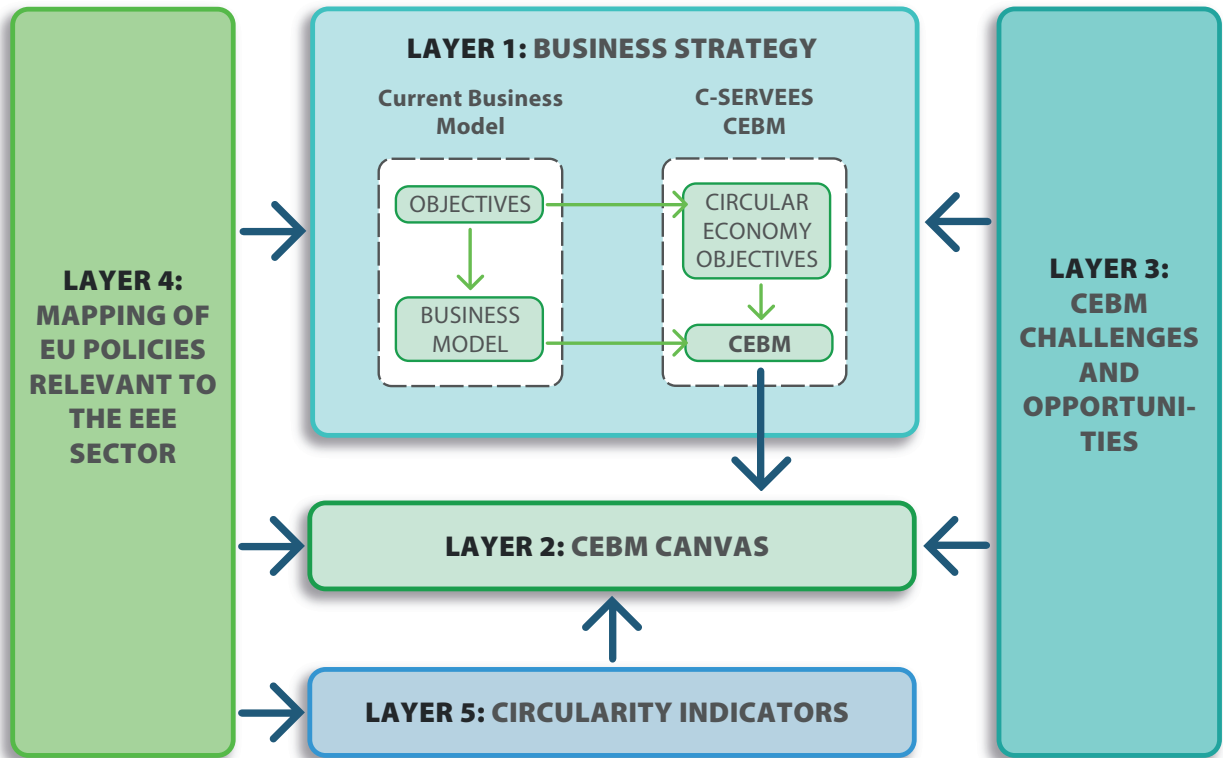 LAYER 4:
MAPPING OF
EU POLICIES
RELEVANT TO
THE EEE
SECTOR
LAYER 1: BUSINESS STRATEGY
Current Business
Model
C-SERVEES
CEBM
OBJECTIVES
CIRCULAR
ECONOMY
OBJECTIVES
BUSINESS
MODEL
CEBM
LAYER 2: CEBM CANVAS
LAYER 5: CIRCULARITY INDICATORS
LAYER 3:
CEBM
CHALLENGES
AND
OPPORTUNI-
TIES